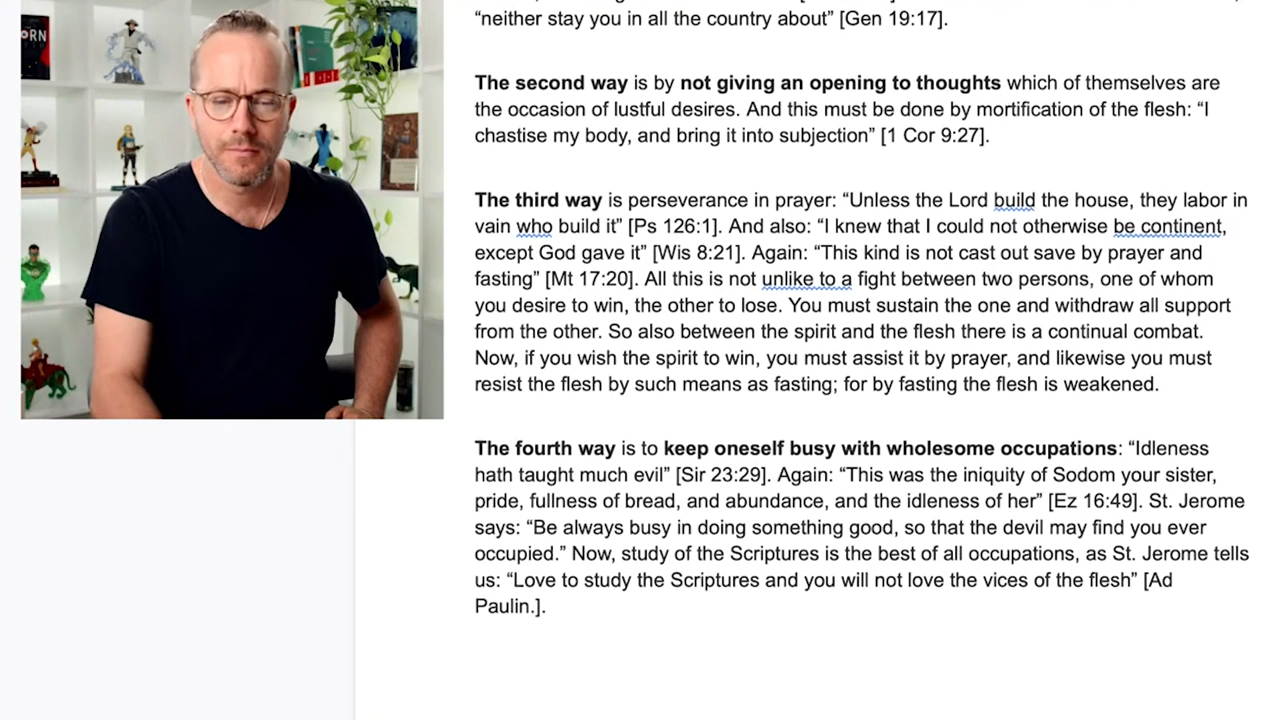 “neither stay you in all the country about” [Gen 19:17].
The second way is by not giving an opening to thoughts which of themselves are
the occasion of lustful desires. And this must be done by mortification of the flesh: “I
chastise my body, and bring it into subjection” [1 Cor 9:27].
The third way is perseverance in prayer: “Unless the Lord build the house, they labor in
vain who build it” [Ps 126:1]. And also: “I knew that I could not otherwise be continent,
except God gave it” [Wis 8:21]. Again: “This kind is not cast out save by prayer and
fasting” [Mt 17:20]. All this is not unlike to a fight between two persons, one of whom
you desire to win, the other to lose. You must sustain the one and withdraw all support
from the other. So also between the spirit and the flesh there is a continual combat.
Now, if you wish the spirit to win, you must assist it by prayer, and likewise you must
resist the flesh by such means as fasting; for by fasting the flesh is weakened.
The fourth way is to keep oneself busy with wholesome occupations: “Idleness
hath taught much evil” [Sir 23:29]. Again: “This was the iniquity of Sodom your sister,
pride, fullness of bread, and abundance, and the idleness of her” [Ez 16:49]. St. Jerome
says: “Be always busy in doing something good, so that the devil may find you ever
occupied.” Now, study of the Scriptures is the best of all occupations, as St. Jerome tells
us: “Love to study the Scriptures and you will not love the vices of the flesh” [Ad
Paulin.].